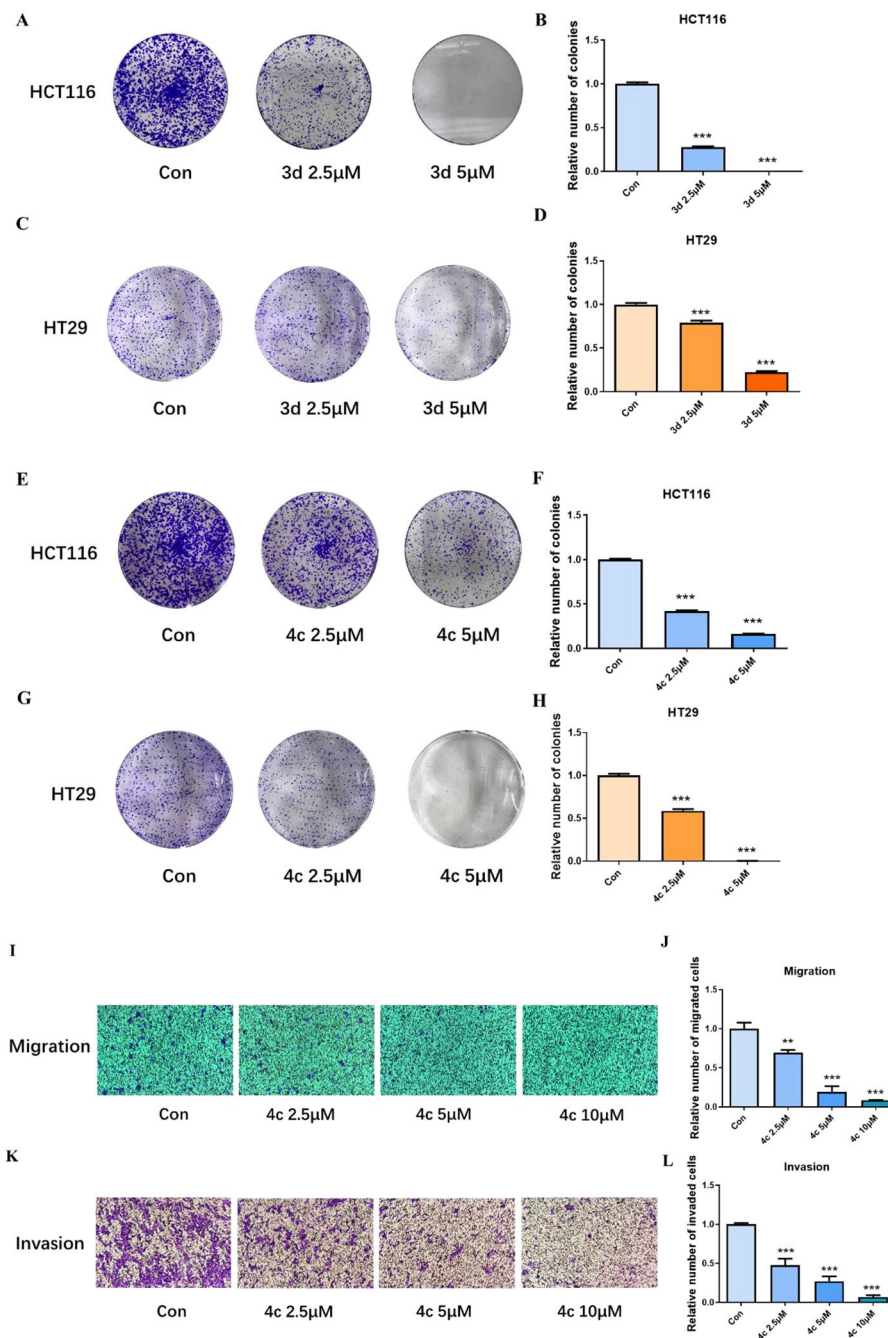 A
HCT116
Con
3d 2.5μM
3d 5μM
B
HCT116
Relative number of colonies
1.5
1.0
0.5
0.0
***
***
Con
3d 2.5μM
3d 5μM
C
HT29
Con
3d 2.5μM
3d 5μM
D
HT29
Relative number of colonies
1.5
1.0
0.5
0.0
***
***
Con
3d 2.5μM
3d 5μM
E
HCT116
Con
4c 2.5μM
4c 5μM
F
HCT116
Relative number of colonies
1.5
1.0
0.5
0.0
***
***
Con
4c 2.5μM
4c 5μM
G
HT29
Con
4c 2.5μM
4c 5μM
H
HT29
Relative number of colonies
1.5
1.0
0.5
0.0
***
***
Con
4c 2.5μM
4c 5μM
I
Migration
Con
4c 2.5μM
4c 5μM
4c 10μM
J
Migration
Relative number of migrated cells
1.5
1.0
0.5
0.0
**
***
***
Con
4c 2.5μM
4c 5μM
4c 10μM
K
Invasion
Con
4c 2.5μM
4c 5μM
4c 10μM
L
Invasion
Relative number of invaded cells
1.5
1.0
0.5
0.0
***
***
***
Con
4c 2.5μM
4c 5μM
4c 10μM